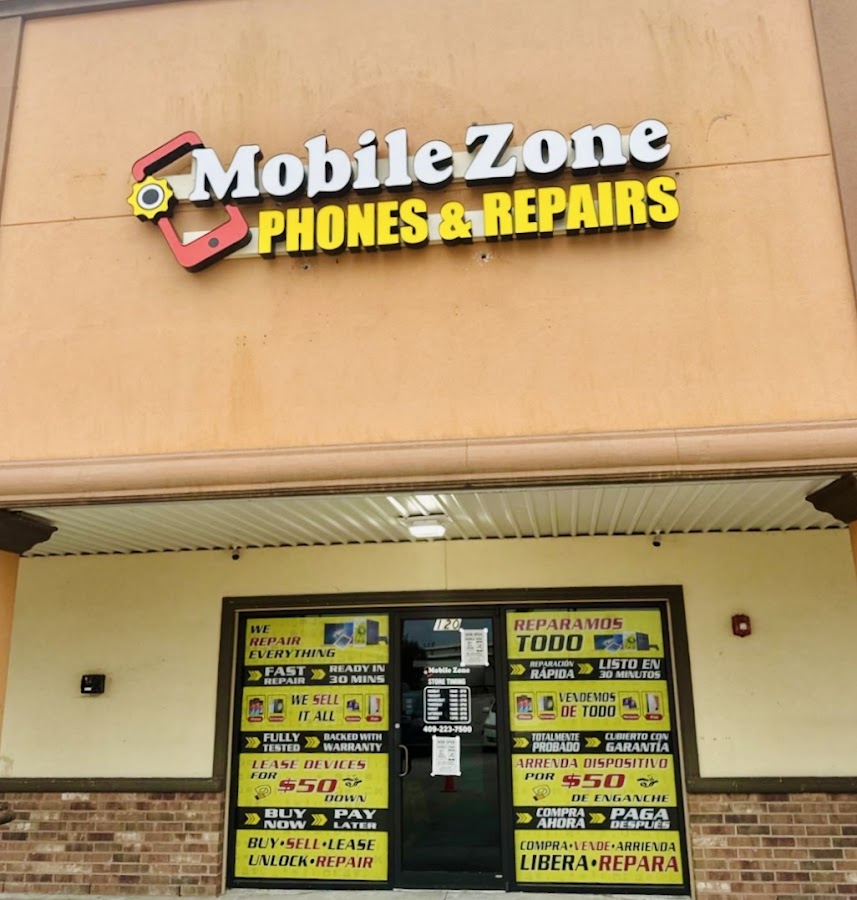 Mobile Zone
PHONES & REPAIRS
WE
REPAIR
EVERYTHING
FAST
REPAIR
READY IN
30 MINS
WE SELL
IT ALL
FULLY
TESTED
BACKED WITH
WARRANTY
LEASE DEVICES
FOR
$50
DOWN
BUY
NOW
PAY
LATER
BUY•SELL•LEASE
UNLOCK•REPAIR
120
Mobile Zone
STORE TIMING
409-223-7500
REPARAMOS
TODO
REPARACIÓN
RÁPIDA
LISTO EN
30 MINUTOS
VENDEMOS
DE TODO
TOTALMENTE
PROBADO
CUBIERTO CON
GARANTÍA
ARRENDA DISPOSITIVO
POR $50
DE ENGANCHE
COMPRA
AHORA
PAGA
DESPUÉS
COMPRA•VENDE•ARRIENDA
LIBERA•REPARA